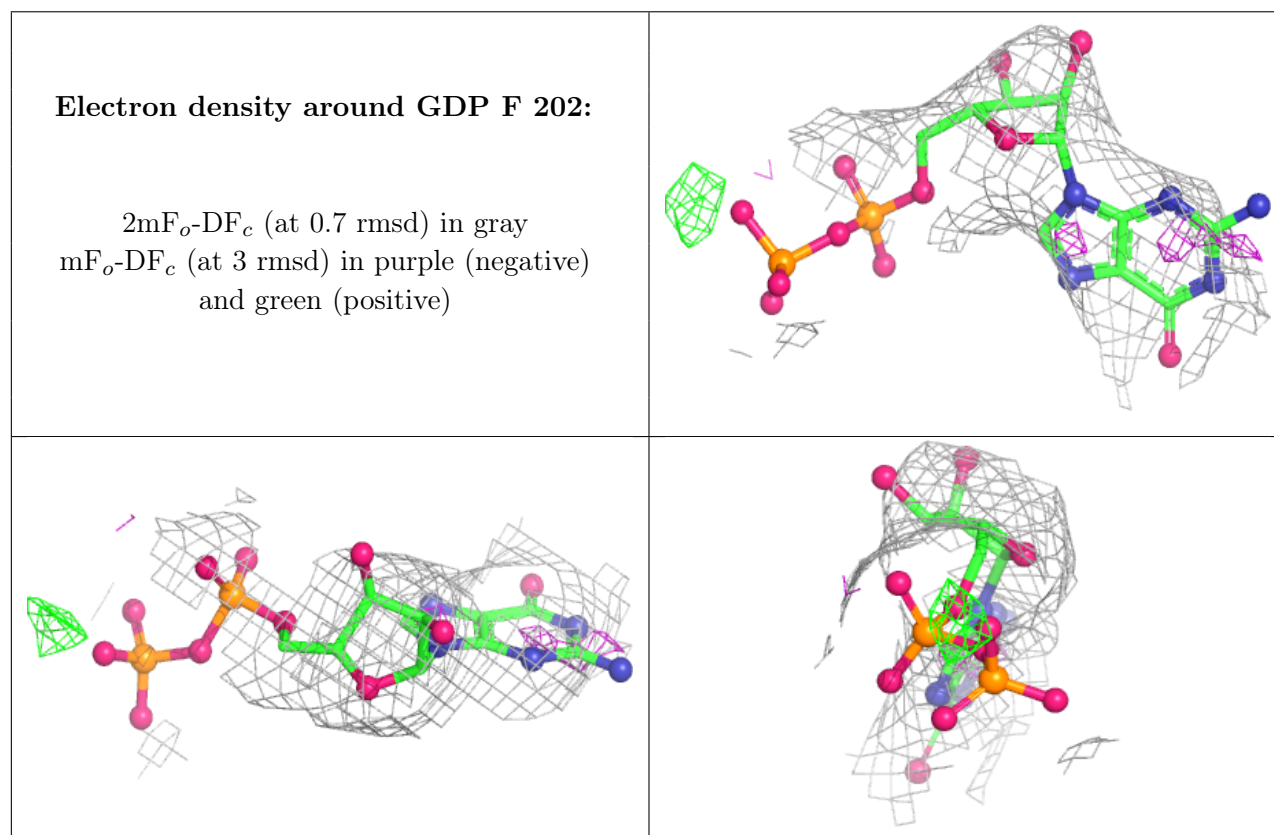 Electron density around GDP F 202:
2mFo-DFc (at 0.7 rmsd) in gray
mFo-DFc (at 3 rmsd) in purple (negative)
and green (positive)